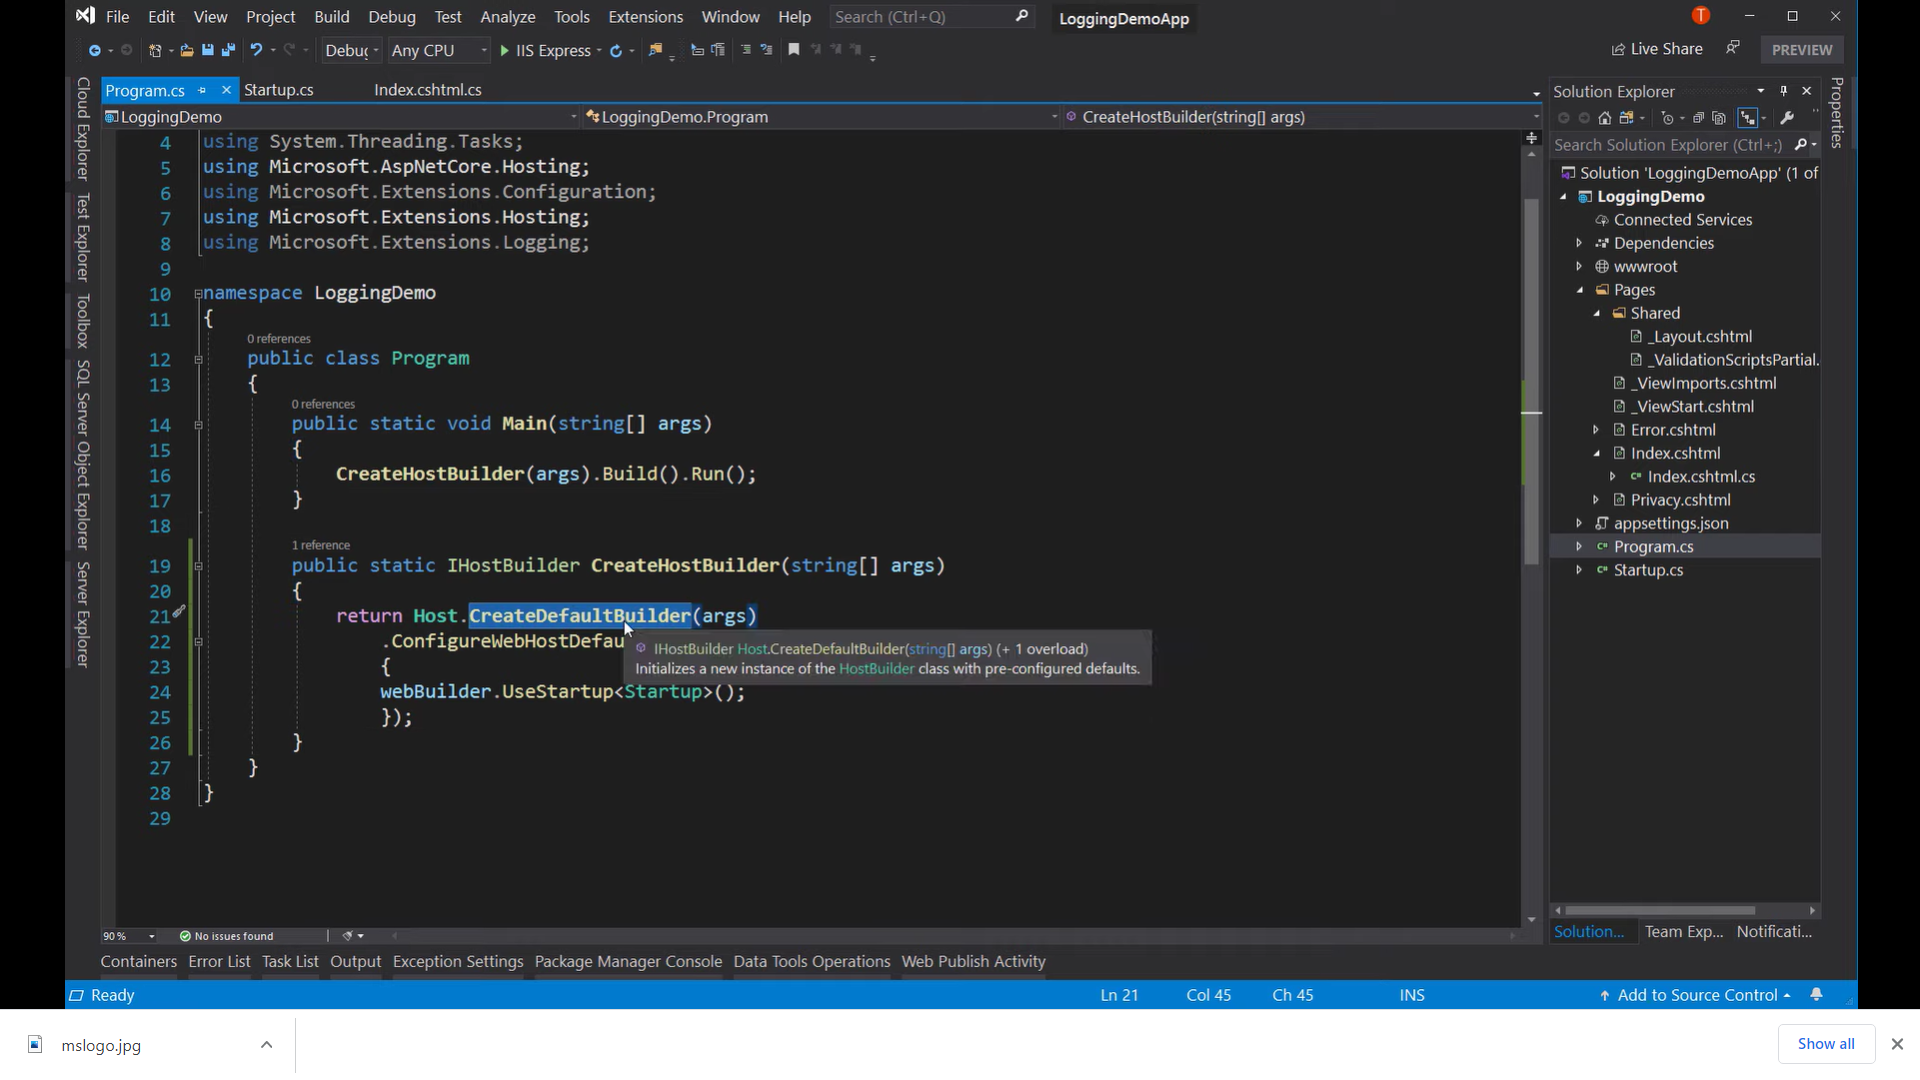 File Edit View Project Build Debug Test Analyze Tools Extensions Window Help Search (Ctrl+Q) LoggingDemoApp T
Debug Any CPU IIS Express Live Share PREVIEW
Program.cs Startup.cs Index.cshtml.cs
LoggingDemo LoggingDemo.Program CreateHostBuilder(string[] args)
Cloud Explorer
Test Explorer
Toolbox
SQL Server Object Explorer
Server Explorer
4 using System.Threading.Tasks;
5 using Microsoft.AspNetCore.Hosting;
6 using Microsoft.Extensions.Configuration;
7 using Microsoft.Extensions.Hosting;
8 using Microsoft.Extensions.Logging;
9
10 namespace LoggingDemo
11 {
0 references
12 public class Program
13 {
0 references
14 public static void Main(string[] args)
15 {
16 CreateHostBuilder(args).Build().Run();
17 }
18
1 reference
19 public static IHostBuilder CreateHostBuilder(string[] args)
20 {
21 return Host.CreateDefaultBuilder(args)
22 .ConfigureWebHostDefau
IHostBuilder Host.CreateDefaultBuilder(string[] args) (+ 1 overload)
Initializes a new instance of the HostBuilder class with pre-configured defaults.
23 {
24 webBuilder.UseStartup<Startup>();
25 });
26 }
27 }
28 }
29
90 % No issues found
Solution Explorer
Search Solution Explorer (Ctrl+;)
Solution 'LoggingDemoApp' (1 of
LoggingDemo
Connected Services
Dependencies
wwwroot
Pages
Shared
_Layout.cshtml
_ValidationScriptsPartial.
_ViewImports.cshtml
_ViewStart.cshtml
Error.cshtml
Index.cshtml
Index.cshtml.cs
Privacy.cshtml
appsettings.json
Program.cs
Startup.cs
Solution... Team Exp... Notificati...
Properties
Containers Error List Task List Output Exception Settings Package Manager Console Data Tools Operations Web Publish Activity
Ready Ln 21 Col 45 Ch 45 INS Add to Source Control
mslogo.jpg Show all